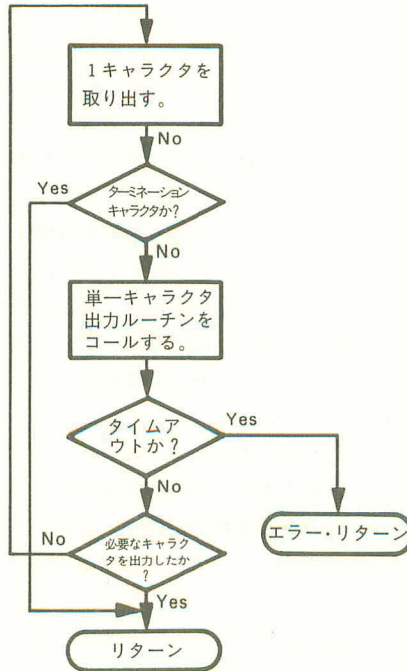 1キャラクタを
取り出す。
No
Yes
ターミネーション
キャラクタか?
No
単一キャラクタ
出力ルーチンを
コールする。
タイムア
ウトか?
Yes
No
エラー・リターン
No
必要なキャラク
タを出力したか
?
Yes
リターン